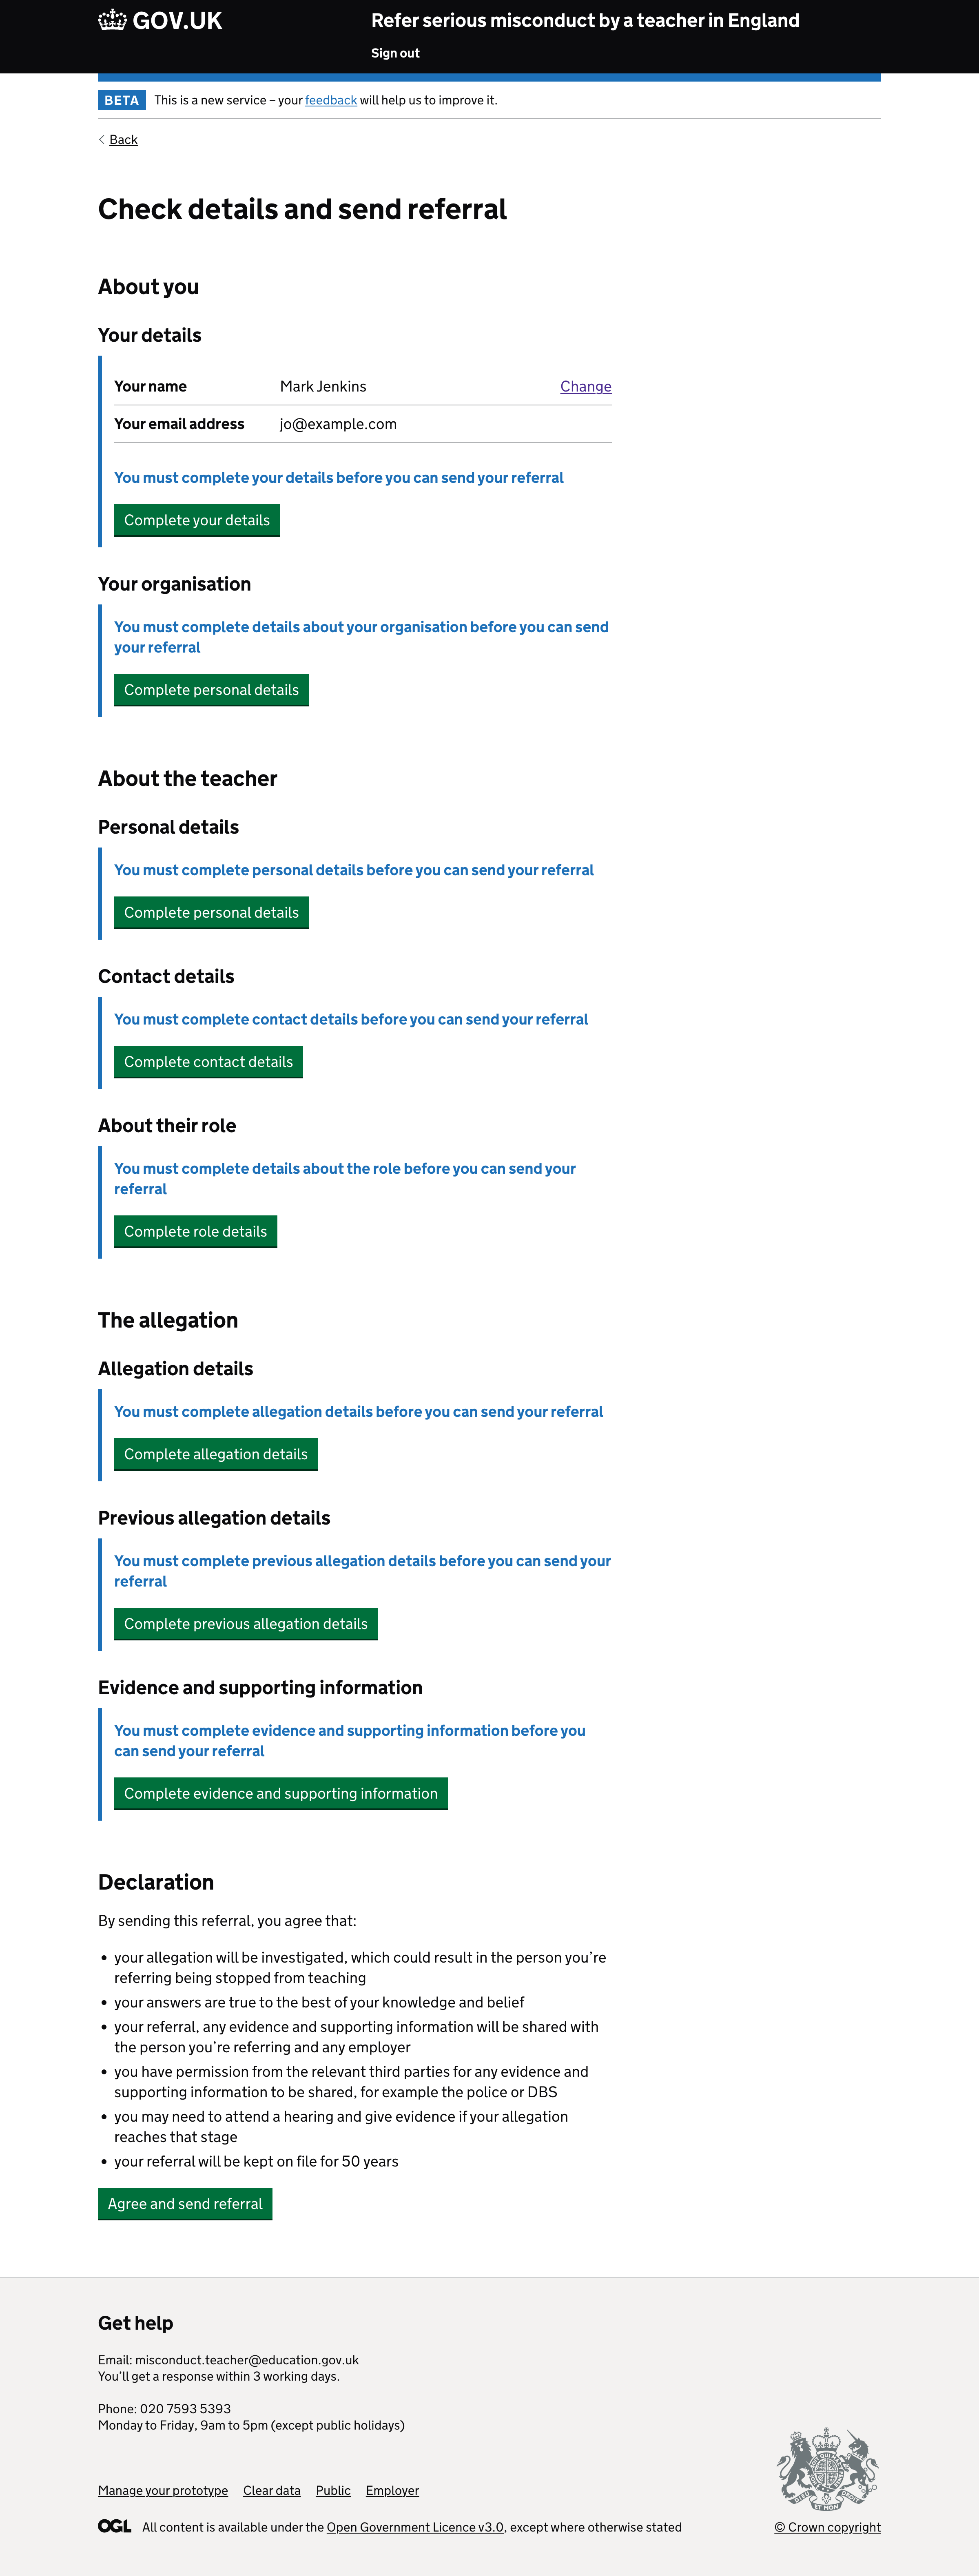 GOV.UK
Refer serious misconduct by a teacher in England
Sign out
BETA This is a new service – your feedback will help us to improve it.
Back
Check details and send referral
About you
Your details
Your name Mark Jenkins Change
Your email address jo@example.com
You must complete your details before you can send your referral
Complete your details
Your organisation
You must complete details about your organisation before you can send
your referral
Complete personal details
About the teacher
Personal details
You must complete personal details before you can send your referral
Complete personal details
Contact details
You must complete contact details before you can send your referral
Complete contact details
About their role
You must complete details about the role before you can send your
referral
Complete role details
The allegation
Allegation details
You must complete allegation details before you can send your referral
Complete allegation details
Previous allegation details
You must complete previous allegation details before you can send your
referral
Complete previous allegation details
Evidence and supporting information
You must complete evidence and supporting information before you
can send your referral
Complete evidence and supporting information
Declaration
By sending this referral, you agree that:
• your allegation will be investigated, which could result in the person you’re
referring being stopped from teaching
• your answers are true to the best of your knowledge and belief
• your referral, any evidence and supporting information will be shared with
the person you’re referring and any employer
• you have permission from the relevant third parties for any evidence and
supporting information to be shared, for example the police or DBS
• you may need to attend a hearing and give evidence if your allegation
reaches that stage
• your referral will be kept on file for 50 years
Agree and send referral
Get help
Email: misconduct.teacher@education.gov.uk
You’ll get a response within 3 working days.
Phone: 020 7593 5393
Monday to Friday, 9am to 5pm (except public holidays)
Manage your prototype Clear data Public Employer
OGL All content is available under the Open Government Licence v3.0, except where otherwise stated
© Crown copyright